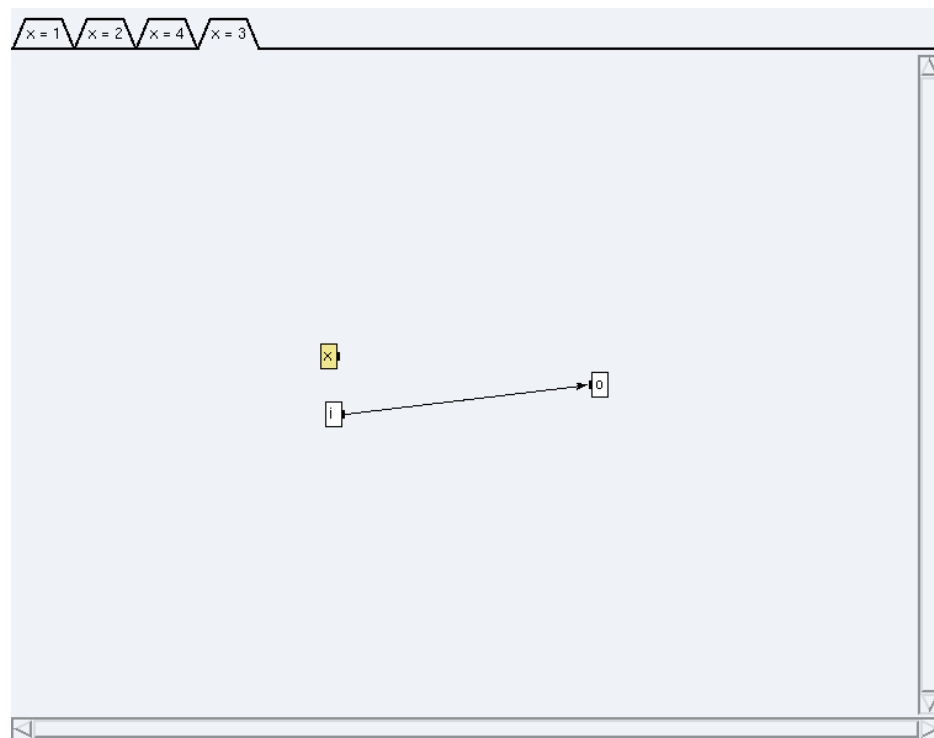 x = 1 x = 2 x = 4 x = 3
x
o
i